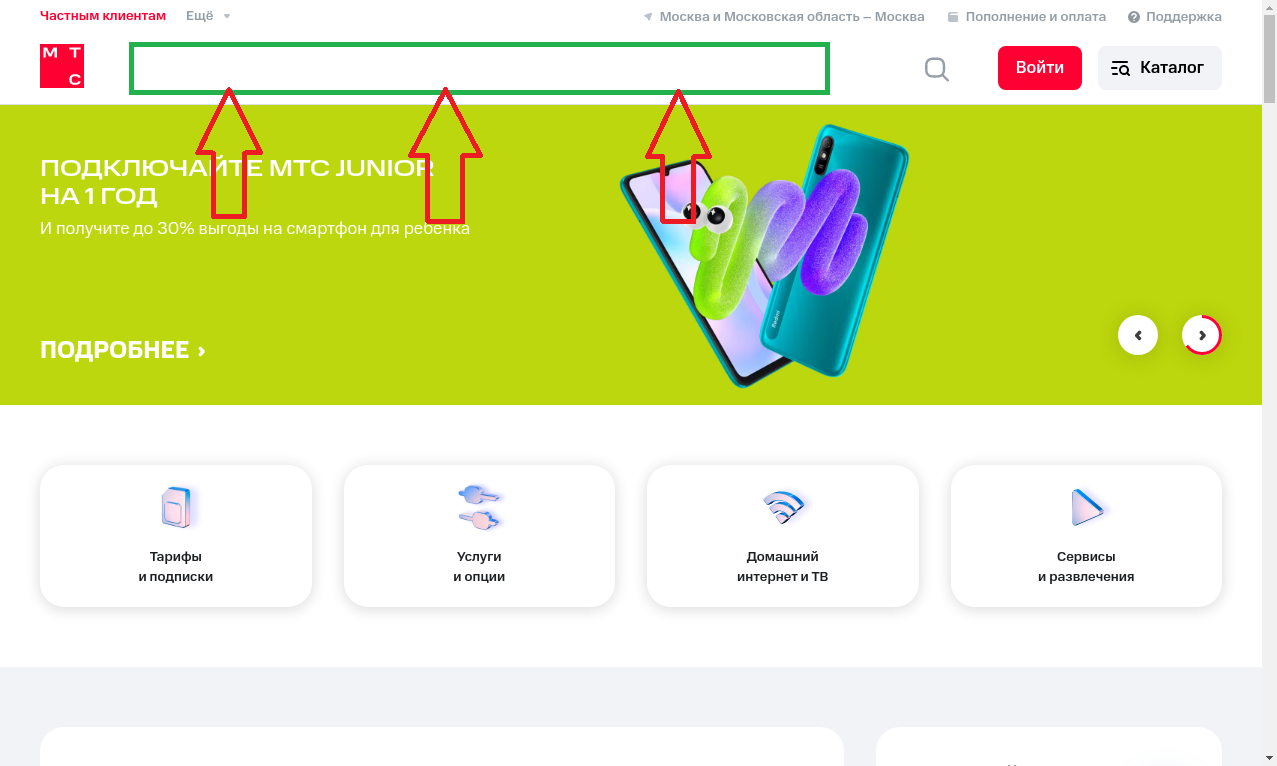 Частным клиентам Ещё Москва и Московская область – Москва Пополнение и оплата Поддержка
М Т
С
Войти Каталог
ПОДКЛЮЧАЙТЕ МТС JUNIOR
НА 1 ГОД
И получите до 30% выгоды на смартфон для ребенка
Redmi
ПОДРОБНЕЕ ›
Тарифы
и подписки
Услуги
и опции
Домашний
интернет и ТВ
Сервисы
и развлечения